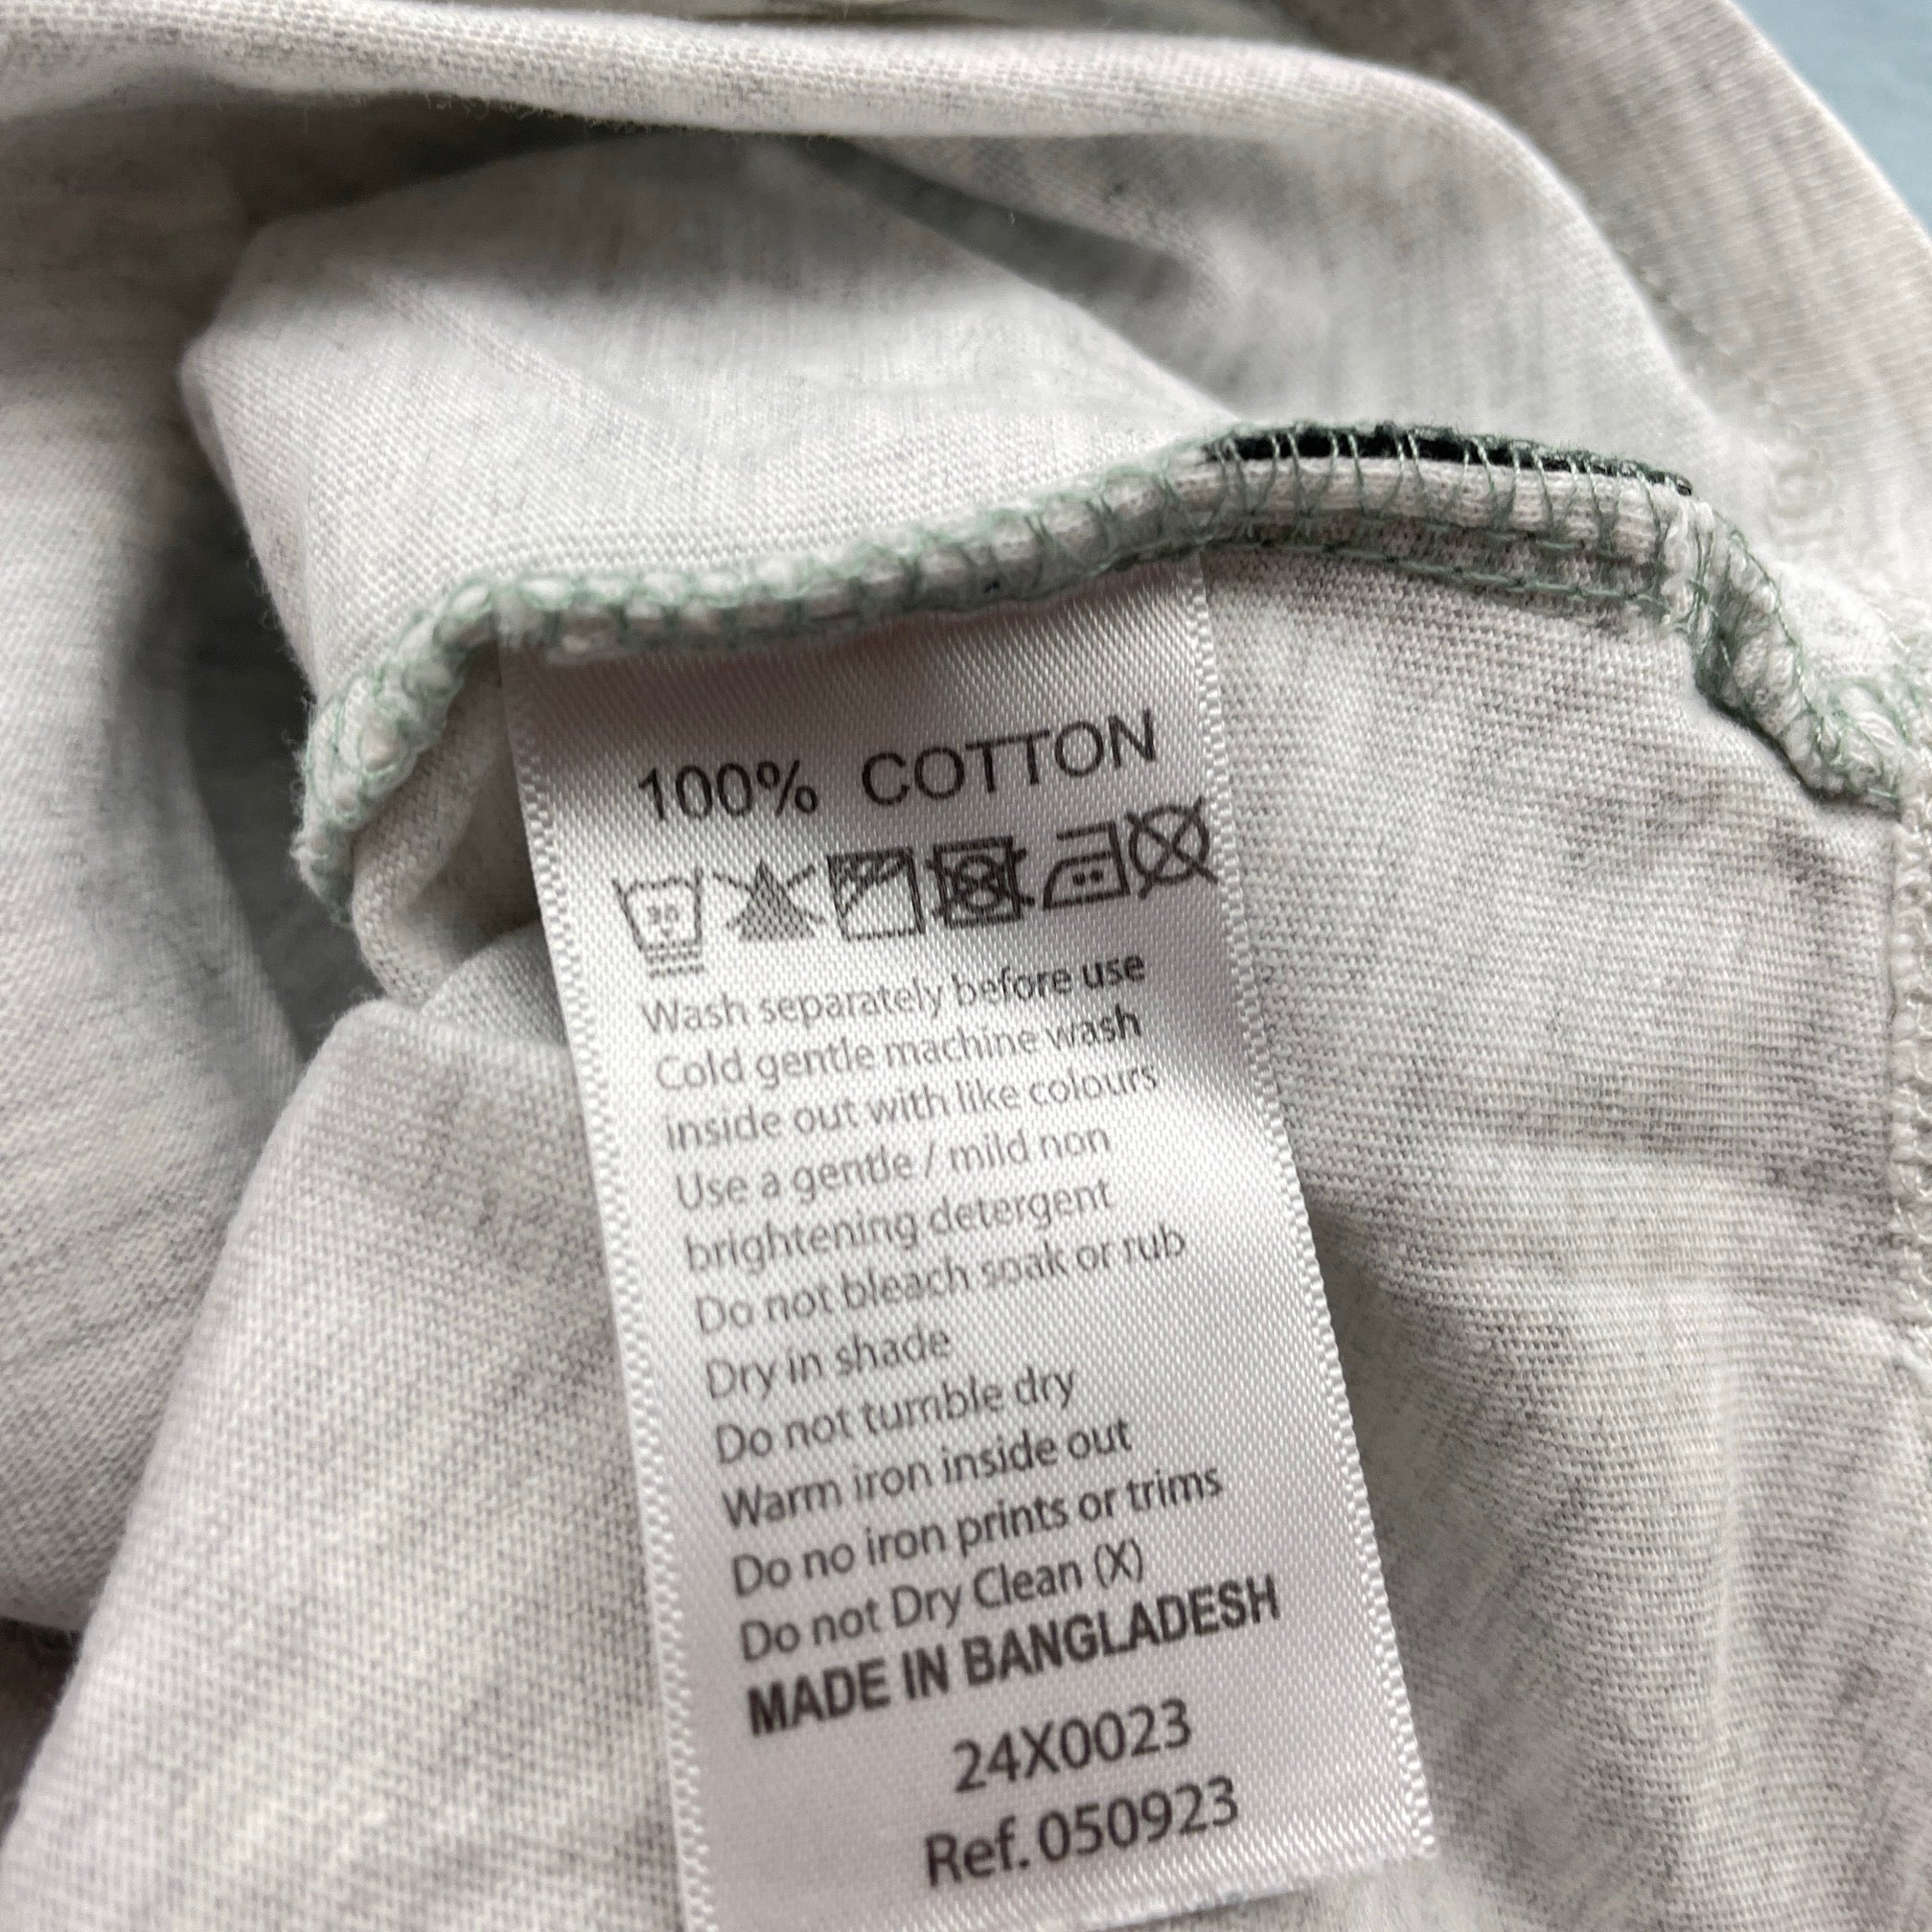 100% COTTON
30
Wash separately before use
Cold gentle machine wash
inside out with like colours
Use a gentle / mild non
brightening detergent
Do not bleach soak or rub
Dry in shade
Do not tumble dry
Warm iron inside out
Do no iron prints or trims
Do not Dry Clean (X)
MADE IN BANGLADESH
24X0023
Ref. 050923